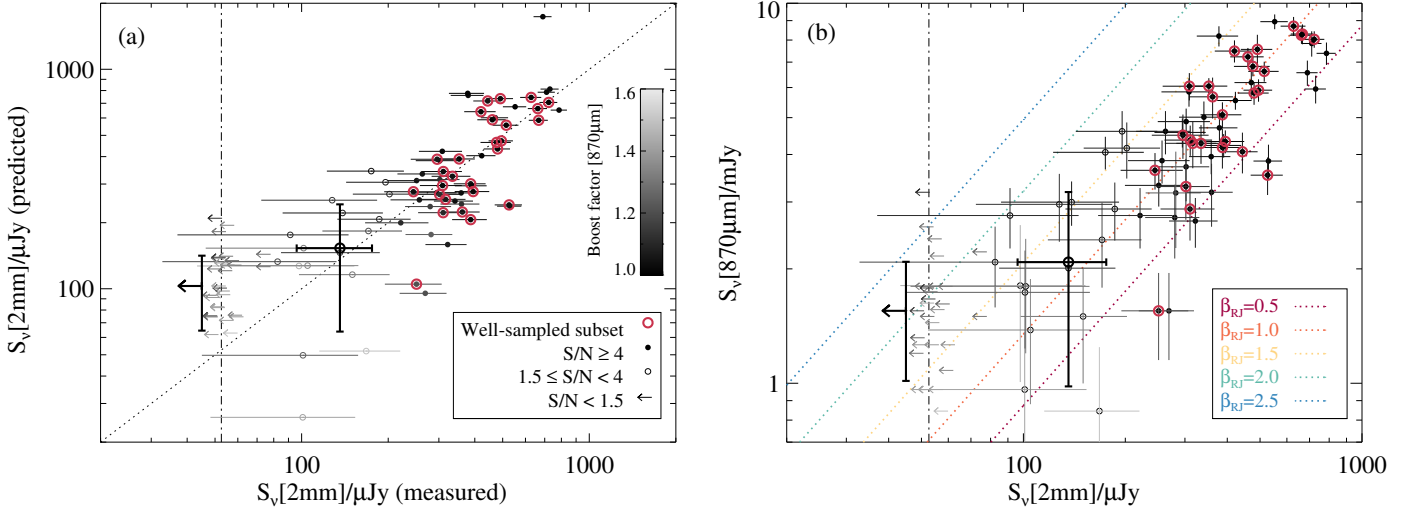 (a)
1000
100
S_ν[2mm]/μJy (predicted)
100
1000
S_ν[2mm]/μJy (measured)
Boost factor [870μm]
1.6
1.4
1.2
1.0
Well-sampled subset
S/N ≥ 4
1.5 ≤ S/N < 4
S/N < 1.5
(b)
10
1
S_ν[870μm]/mJy
100
1000
S_ν[2mm]/μJy
β_RJ=0.5
β_RJ=1.0
β_RJ=1.5
β_RJ=2.0
β_RJ=2.5